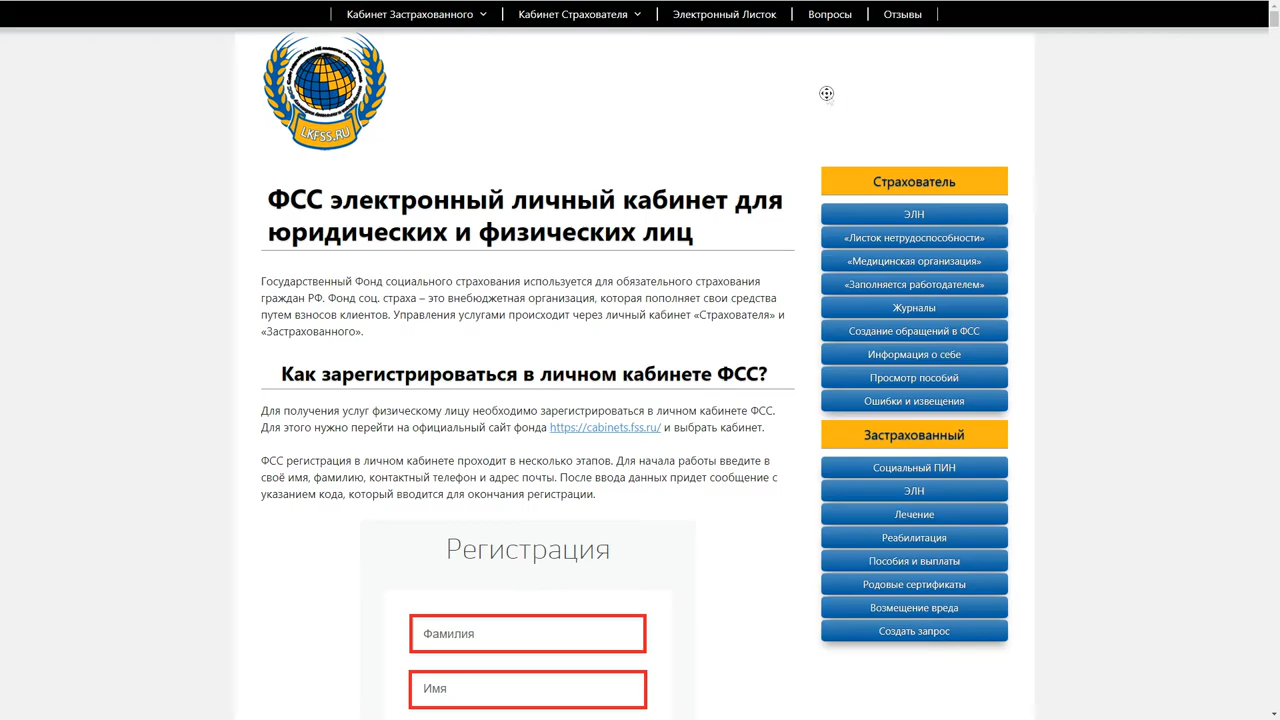 Кабинет Застрахованного
Кабинет Страхователя
Электронный Листок
Вопросы
Отзывы
LKFSS.RU
ФСС электронный личный кабинет для
юридических и физических лиц
Государственный Фонд социального страхования используется для обязательного страхования
граждан РФ. Фонд соц. страха – это внебюджетная организация, которая пополняет свои средства
путем взносов клиентов. Управления услугами происходит через личный кабинет «Страхователя» и
«Застрахованного».
Как зарегистрироваться в личном кабинете ФСС?
Для получения услуг физическому лицу необходимо зарегистрироваться в личном кабинете ФСС.
Для этого нужно перейти на официальный сайт фонда https://cabinets.fss.ru/ и выбрать кабинет.
ФСС регистрация в личном кабинете проходит в несколько этапов. Для начала работы введите в
своё имя, фамилию, контактный телефон и адрес почты. После ввода данных придет сообщение с
указанием кода, который вводится для окончания регистрации.
Регистрация
Фамилия
Имя
Страхователь
ЭЛН
«Листок нетрудоспособности»
«Медицинская организация»
«Заполняется работодателем»
Журналы
Создание обращений в ФСС
Информация о себе
Просмотр пособий
Ошибки и извещения
Застрахованный
Социальный ПИН
ЭЛН
Лечение
Реабилитация
Пособия и выплаты
Родовые сертификаты
Возмещение вреда
Создать запрос